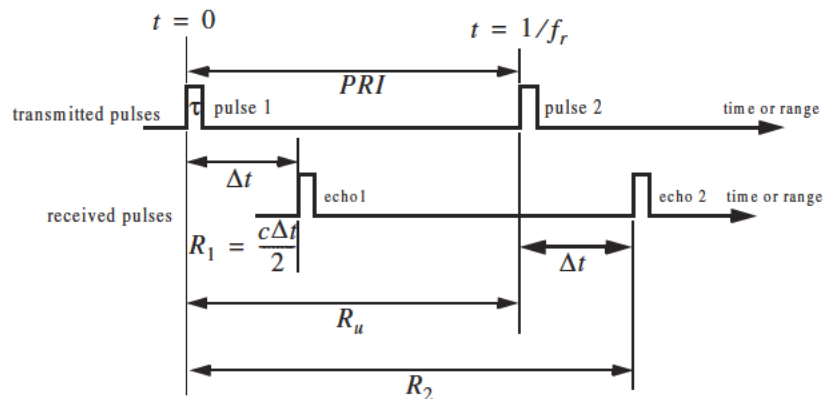 t = 0
t = 1/f_r
PRI
transmitted pulses
τ
pulse 1
pulse 2
time or range
Δt
echo1
echo 2
time or range
received pulses
R_1 = cΔt/2
Δt
R_u
R_2